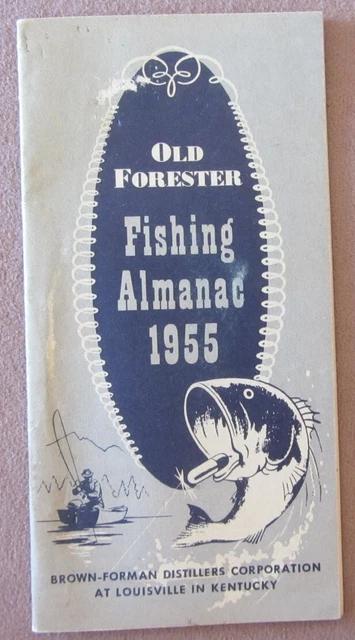 OLD
FORESTER
Fishing
Almanac
1955
BROWN-FORMAN DISTILLERS CORPORATION
AT LOUISVILLE IN KENTUCKY